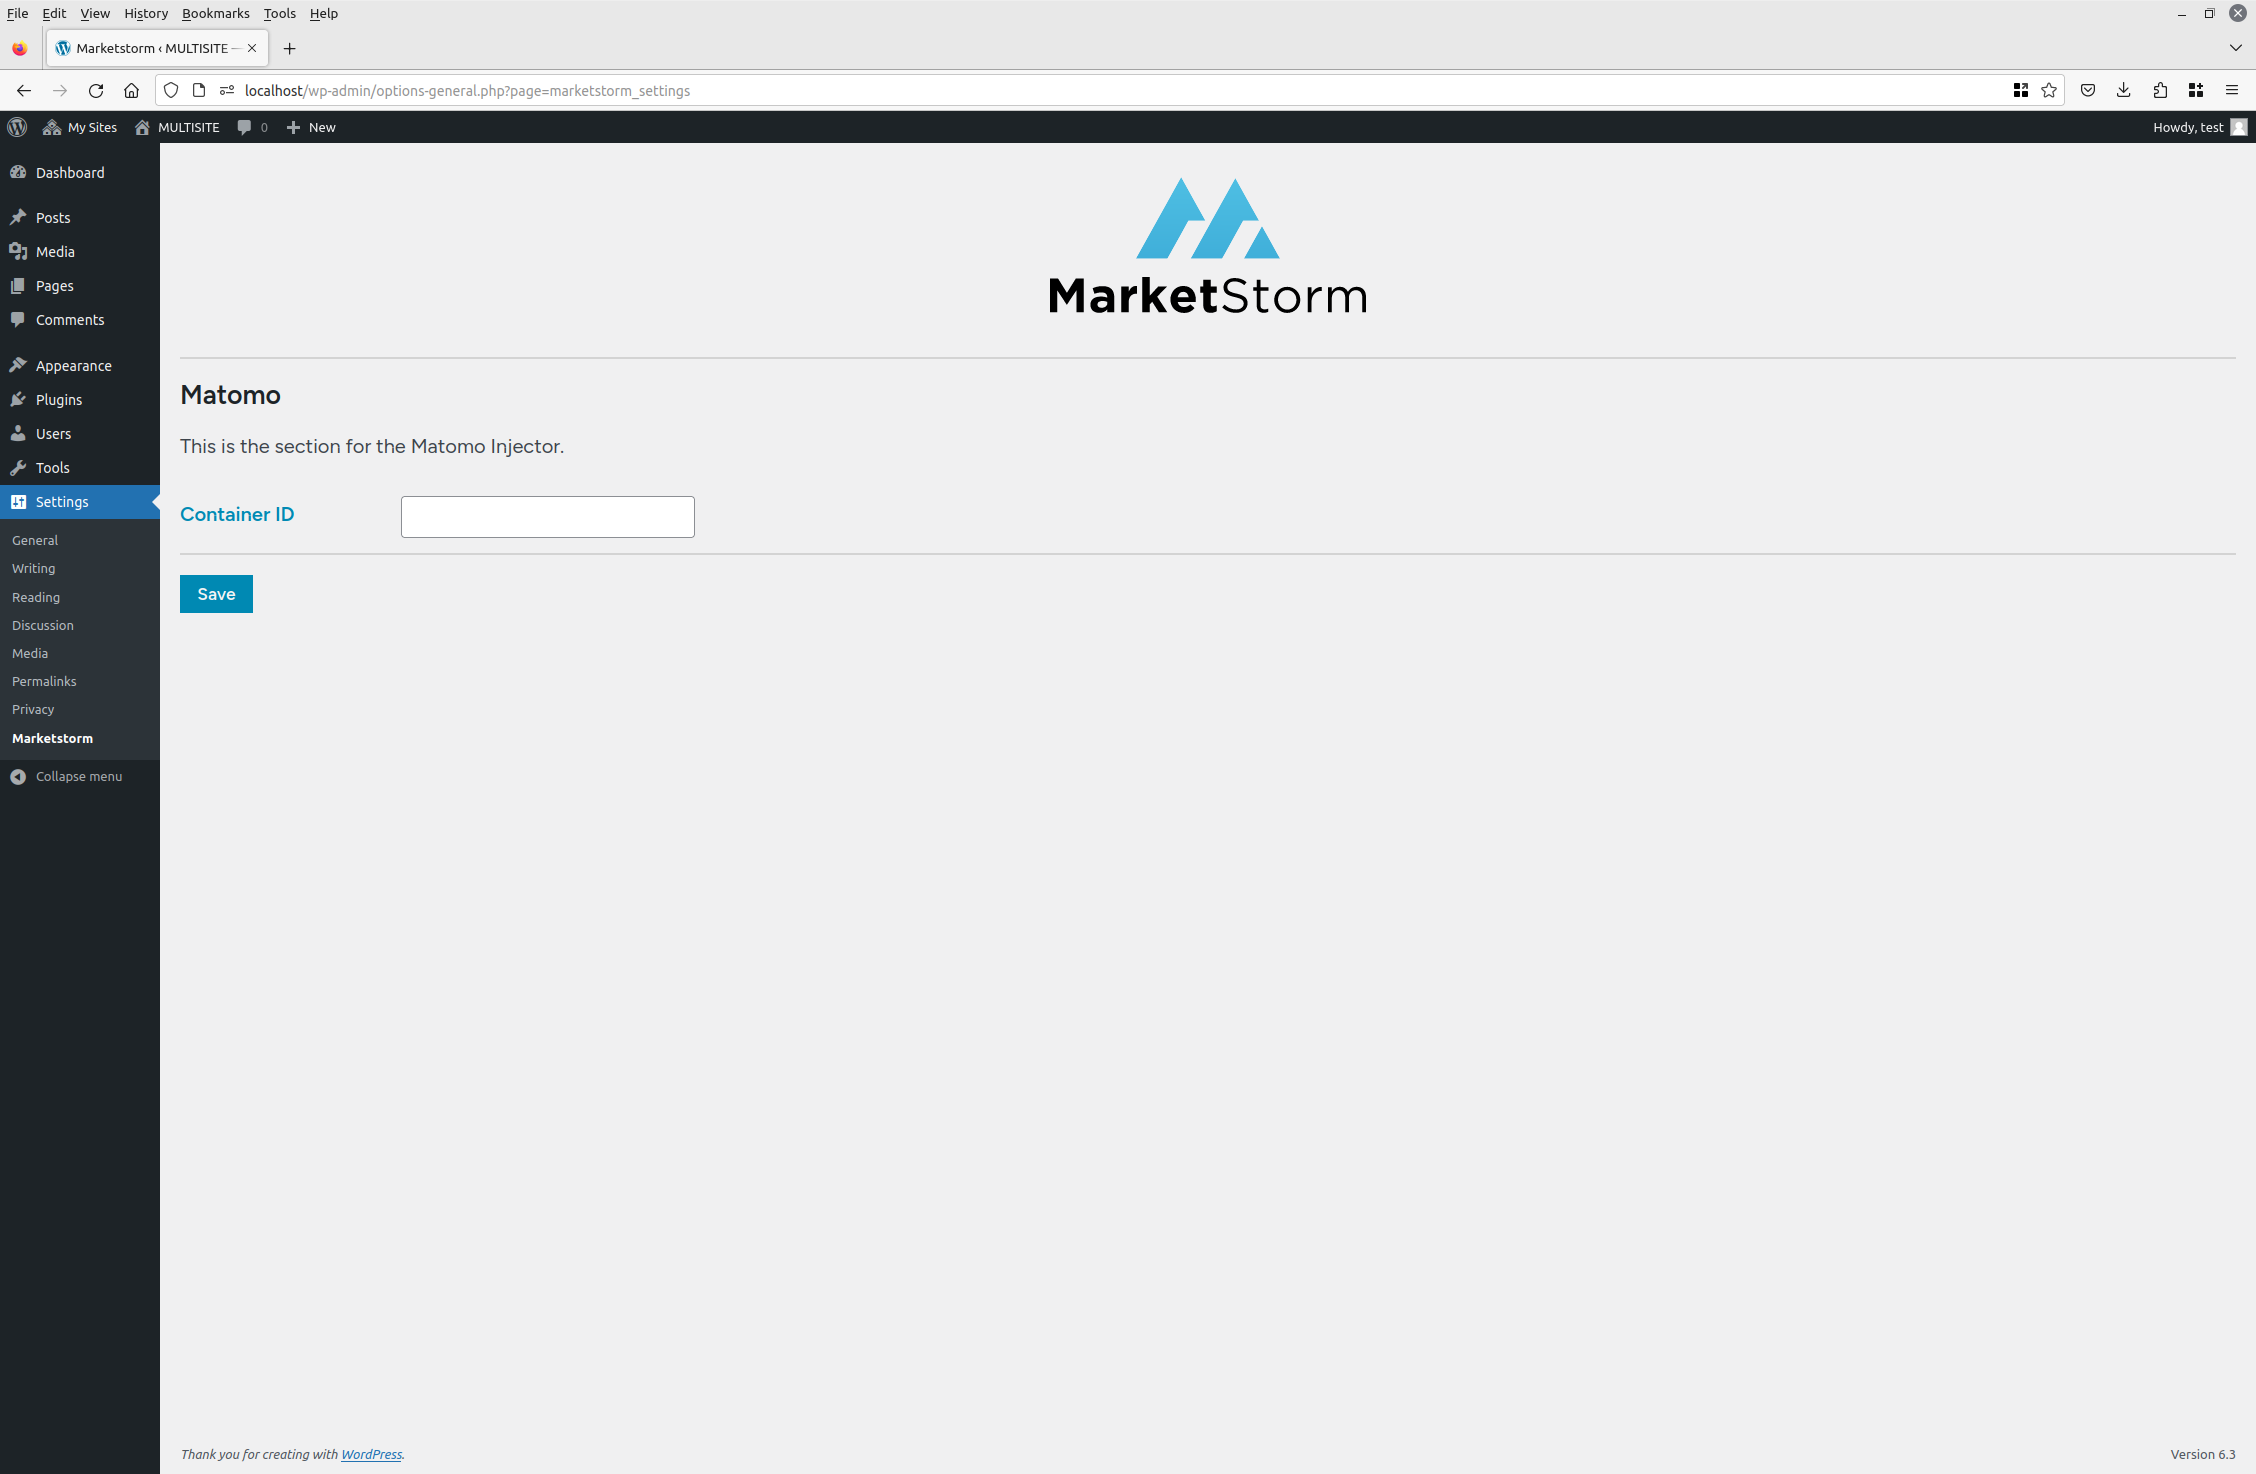 File Edit View History Bookmarks Tools Help
Marketstorm ‹ MULTISITE —
localhost/wp-admin/options-general.php?page=marketstorm_settings
My Sites MULTISITE 0 New Howdy, test
Dashboard
Posts
Media
Pages
Comments
Appearance
Plugins
Users
Tools
Settings
General
Writing
Reading
Discussion
Media
Permalinks
Privacy
Marketstorm
Collapse menu
MarketStorm
Matomo
This is the section for the Matomo Injector.
Container ID
Save
Thank you for creating with WordPress.
Version 6.3